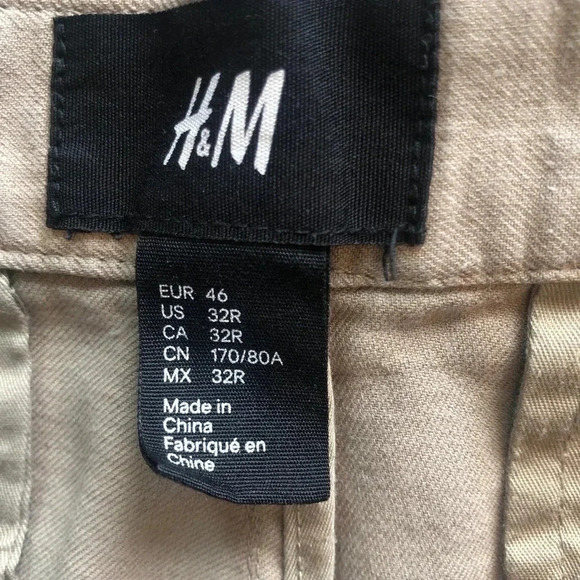 H&M
EUR 46
US 32R
CA 32R
CN 170/80A
MX 32R
Made in
China
Fabriqué en
Chine